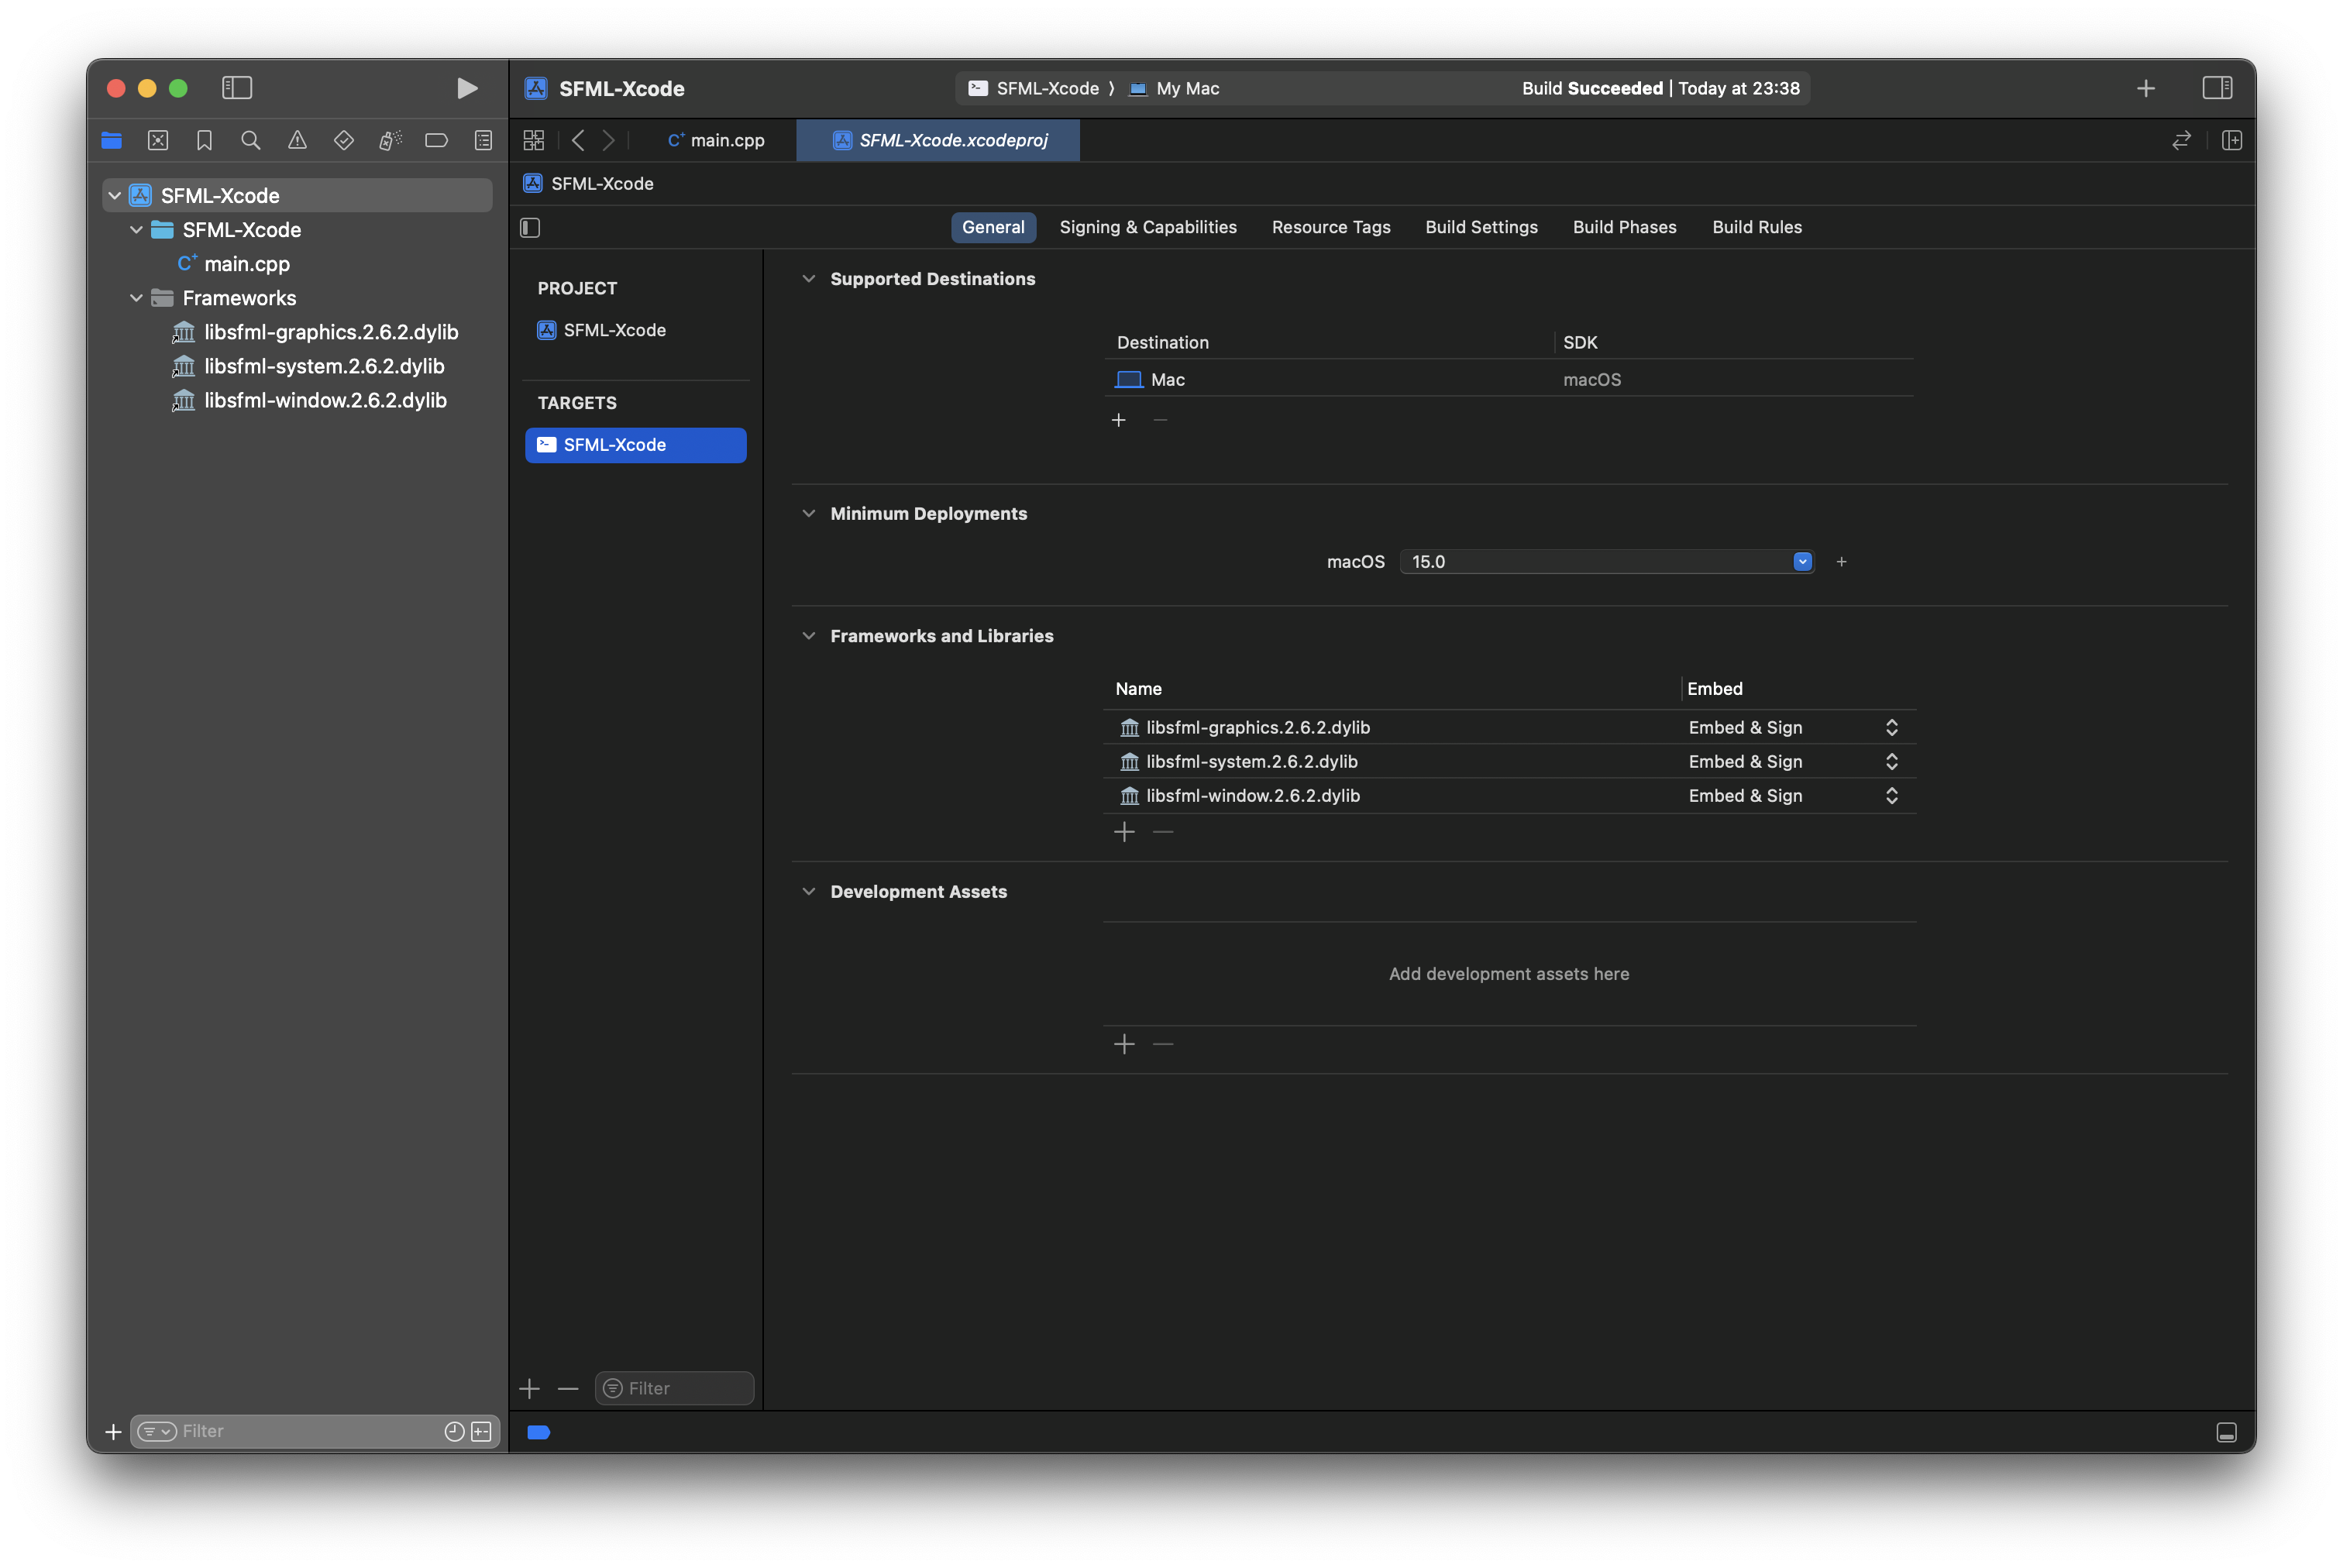 SFML-Xcode
SFML-Xcode ⟩ My Mac
Build Succeeded | Today at 23:38
main.cpp
SFML-Xcode.xcodeproj
SFML-Xcode
SFML-Xcode
main.cpp
Frameworks
libsfml-graphics.2.6.2.dylib
libsfml-system.2.6.2.dylib
libsfml-window.2.6.2.dylib
Filter
SFML-Xcode
General Signing & Capabilities Resource Tags Build Settings Build Phases Build Rules
PROJECT
SFML-Xcode
TARGETS
SFML-Xcode
Filter
Supported Destinations
Destination SDK
Mac macOS
Minimum Deployments
macOS 15.0
Frameworks and Libraries
Name Embed
libsfml-graphics.2.6.2.dylib Embed & Sign
libsfml-system.2.6.2.dylib Embed & Sign
libsfml-window.2.6.2.dylib Embed & Sign
Development Assets
Add development assets here